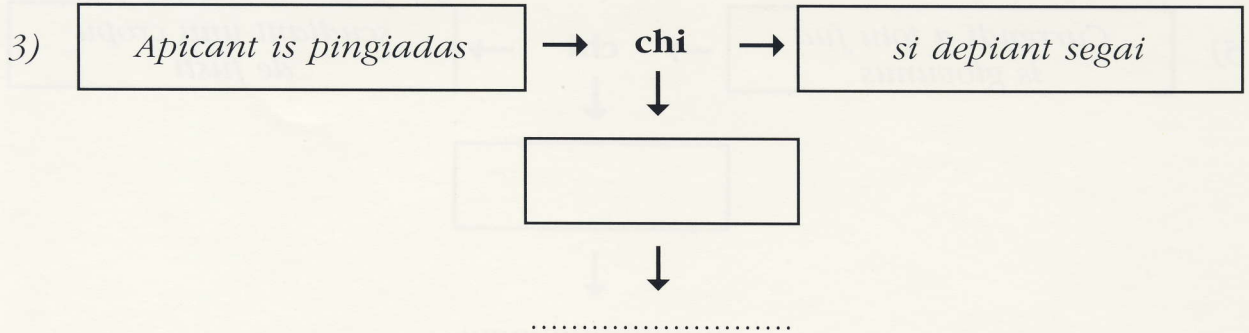 3) Apicant is pingiadas → chi → si depiant segai
........................